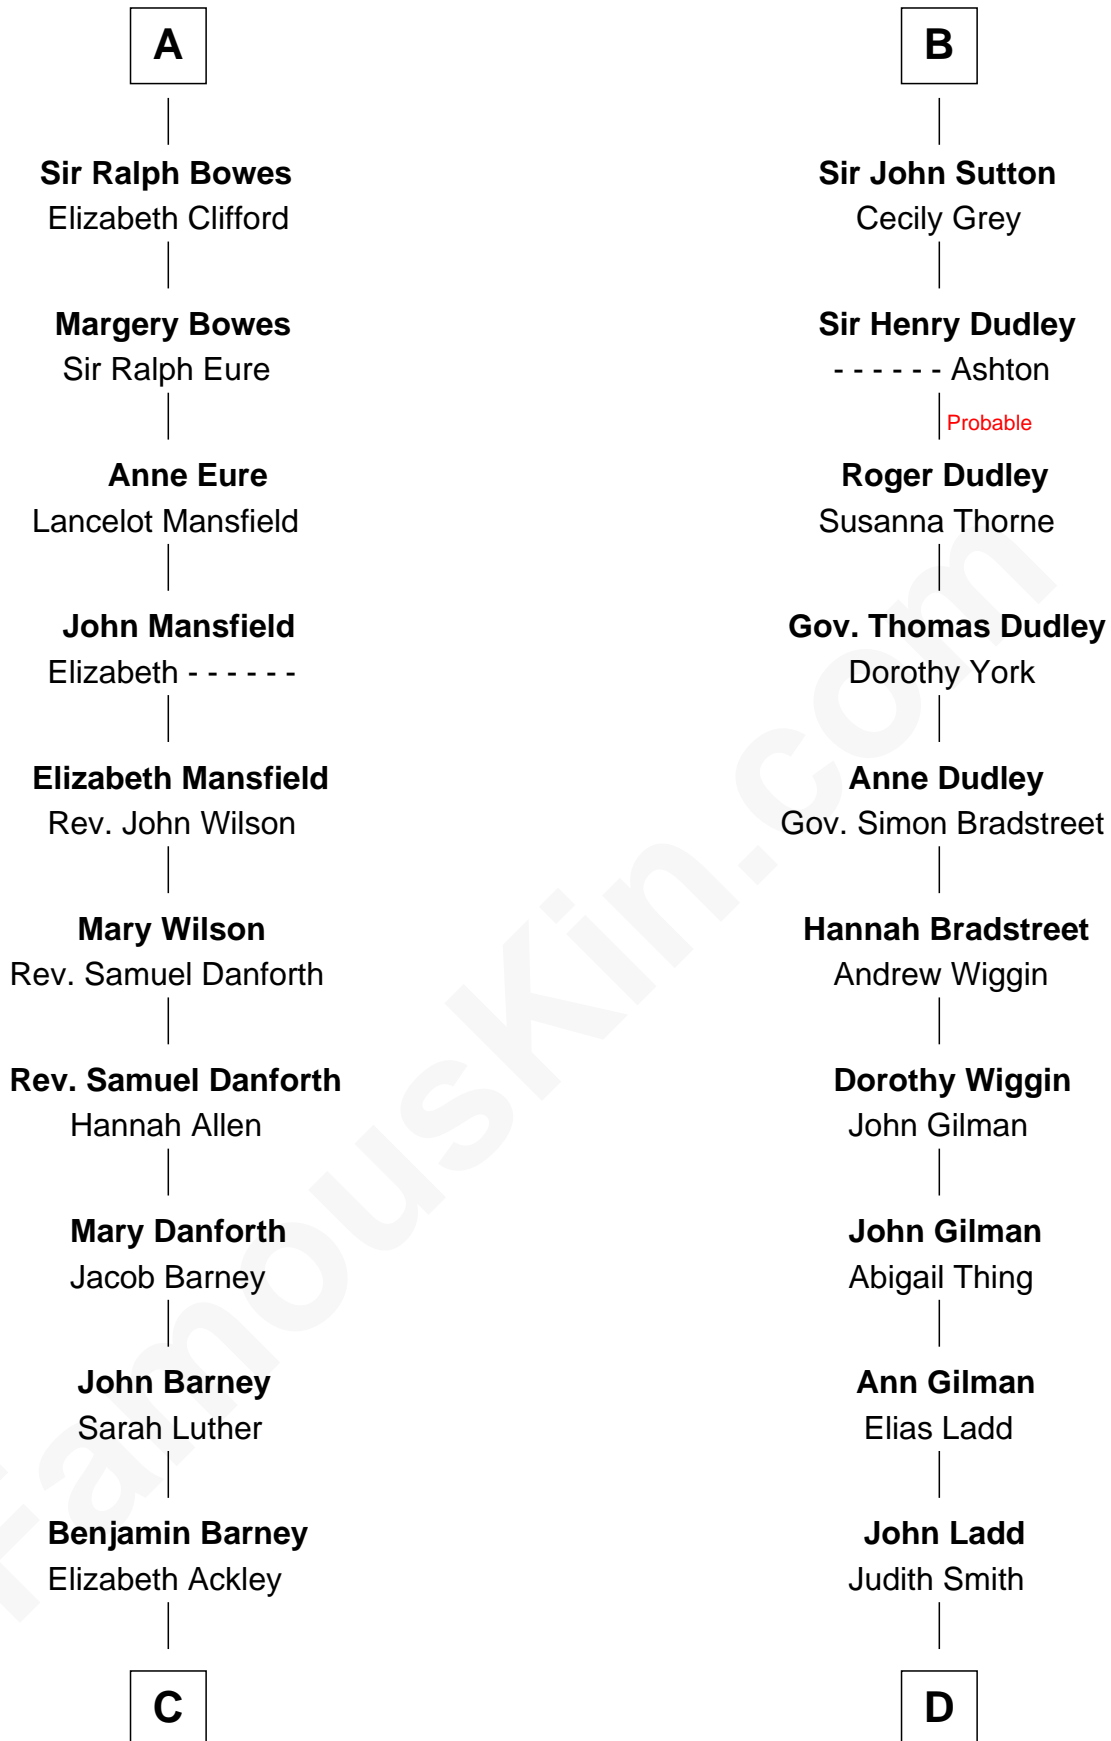 A
Sir Ralph Bowes
Elizabeth Clifford
Margery Bowes
Sir Ralph Eure
Anne Eure
Lancelot Mansfield
John Mansfield
Elizabeth - - - - - -
Elizabeth Mansfield
Rev. John Wilson
Mary Wilson
Rev. Samuel Danforth
Rev. Samuel Danforth
Hannah Allen
Mary Danforth
Jacob Barney
John Barney
Sarah Luther
Benjamin Barney
Elizabeth Ackley
C
B
Sir John Sutton
Cecily Grey
Sir Henry Dudley
- - - - - - Ashton
Probable
Roger Dudley
Susanna Thorne
Gov. Thomas Dudley
Dorothy York
Anne Dudley
Gov. Simon Bradstreet
Hannah Bradstreet
Andrew Wiggin
Dorothy Wiggin
John Gilman
John Gilman
Abigail Thing
Ann Gilman
Elias Ladd
John Ladd
Judith Smith
D
FamousKin.com